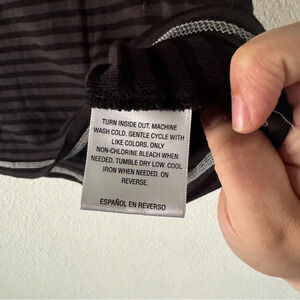 TURN INSIDE OUT. MACHINE
WASH COLD. GENTLE CYCLE WITH
LIKE COLORS. ONLY
NON-CHLORINE BLEACH WHEN
NEEDED. TUMBLE DRY LOW. COOL
IRON WHEN NEEDED. ON
REVERSE.
ESPAÑOL EN REVERSO